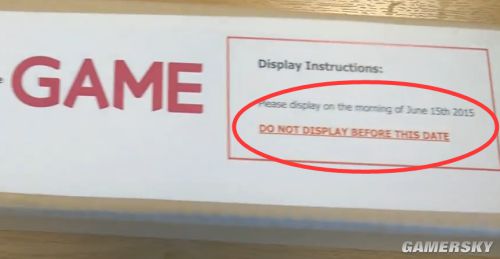 GAME
Display Instructions:
Please display on the morning of June 15th 2015
DO NOT DISPLAY BEFORE THIS DATE
GAMERSKY